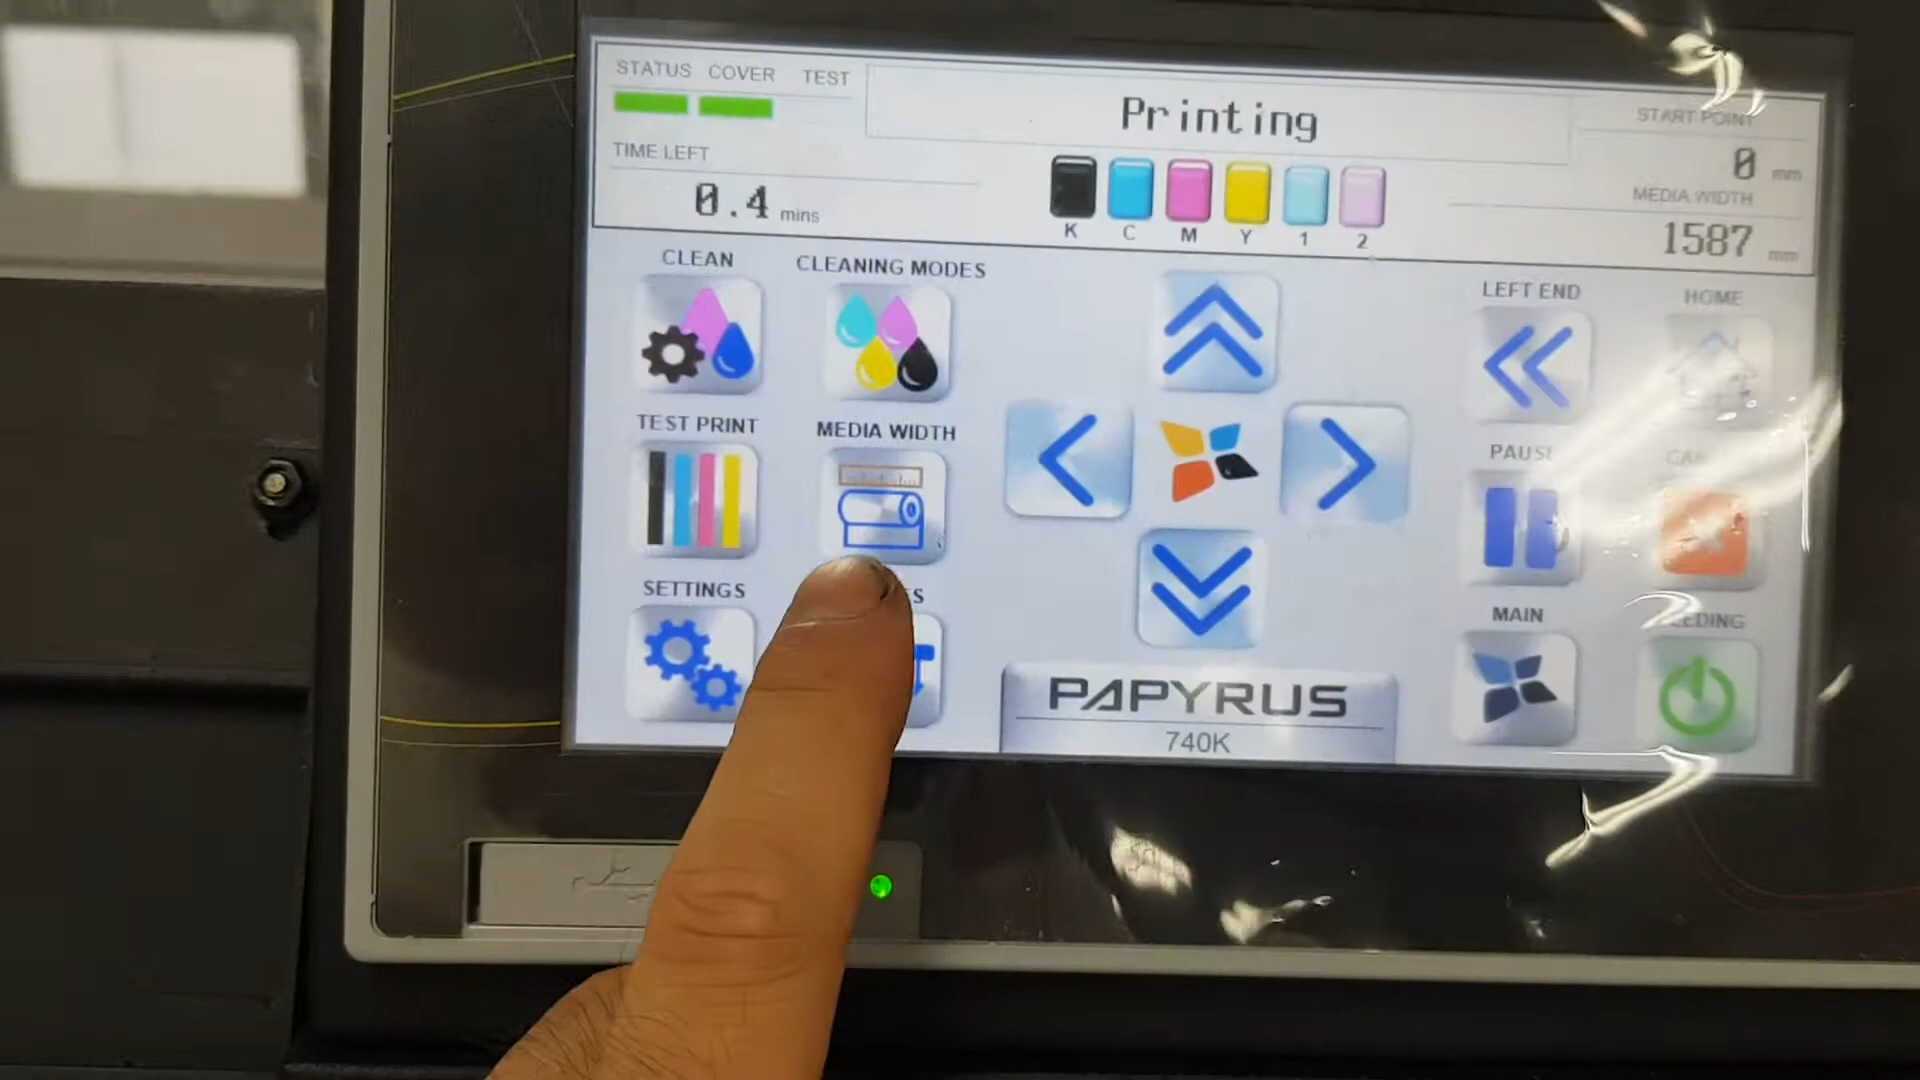 STATUS COVER TEST
Printing
START POINT
0 mm
TIME LEFT
0.4 mins
K C M Y 1 2
MEDIA WIDTH
1587 mm
CLEAN
CLEANING MODES
LEFT END
HOME
TEST PRINT
MEDIA WIDTH
PAUSE
SETTINGS
MAIN
PAPYRUS
740K